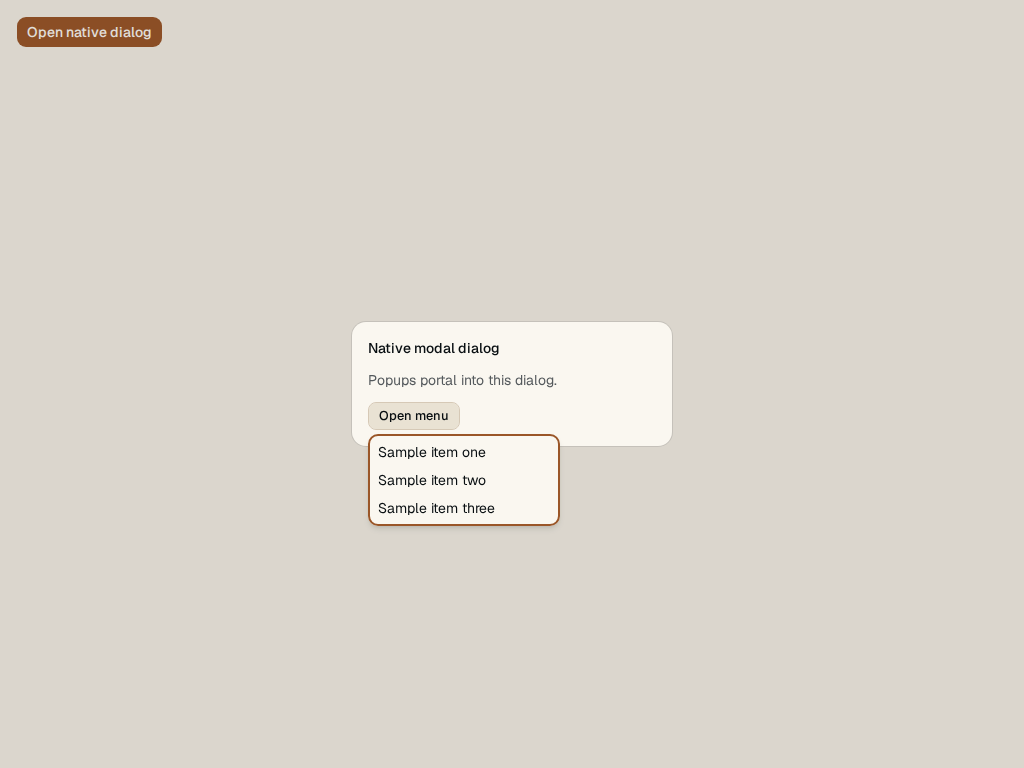 Open native dialog
Native modal dialog
Popups portal into this dialog.
Open menu
Sample item one
Sample item two
Sample item three